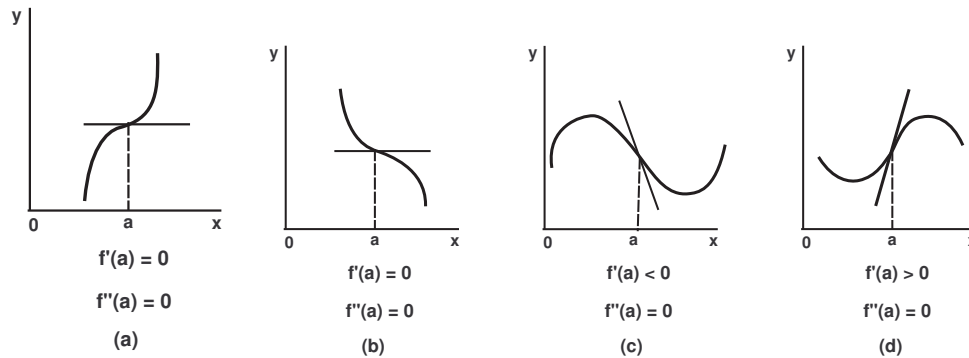 y
0
a
x
f'(a) = 0
f"(a) = 0
(a)
y
0
a
x
f'(a) = 0
f"(a) = 0
(b)
y
0
a
x
f'(a) < 0
f"(a) = 0
(c)
y
0
a
x
f'(a) > 0
f"(a) = 0
(d)